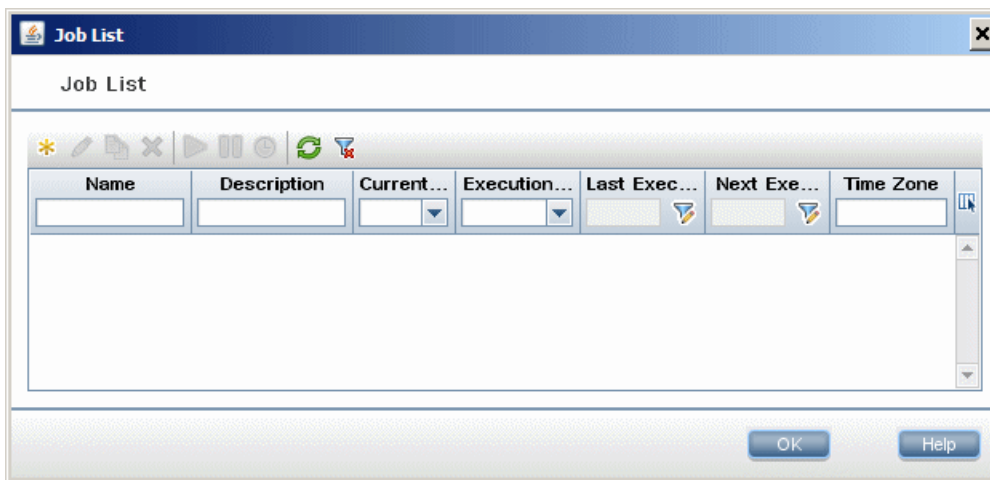 Job List
Job List
Name Description Current... Execution... Last Exec... Next Exe... Time Zone
OK Help